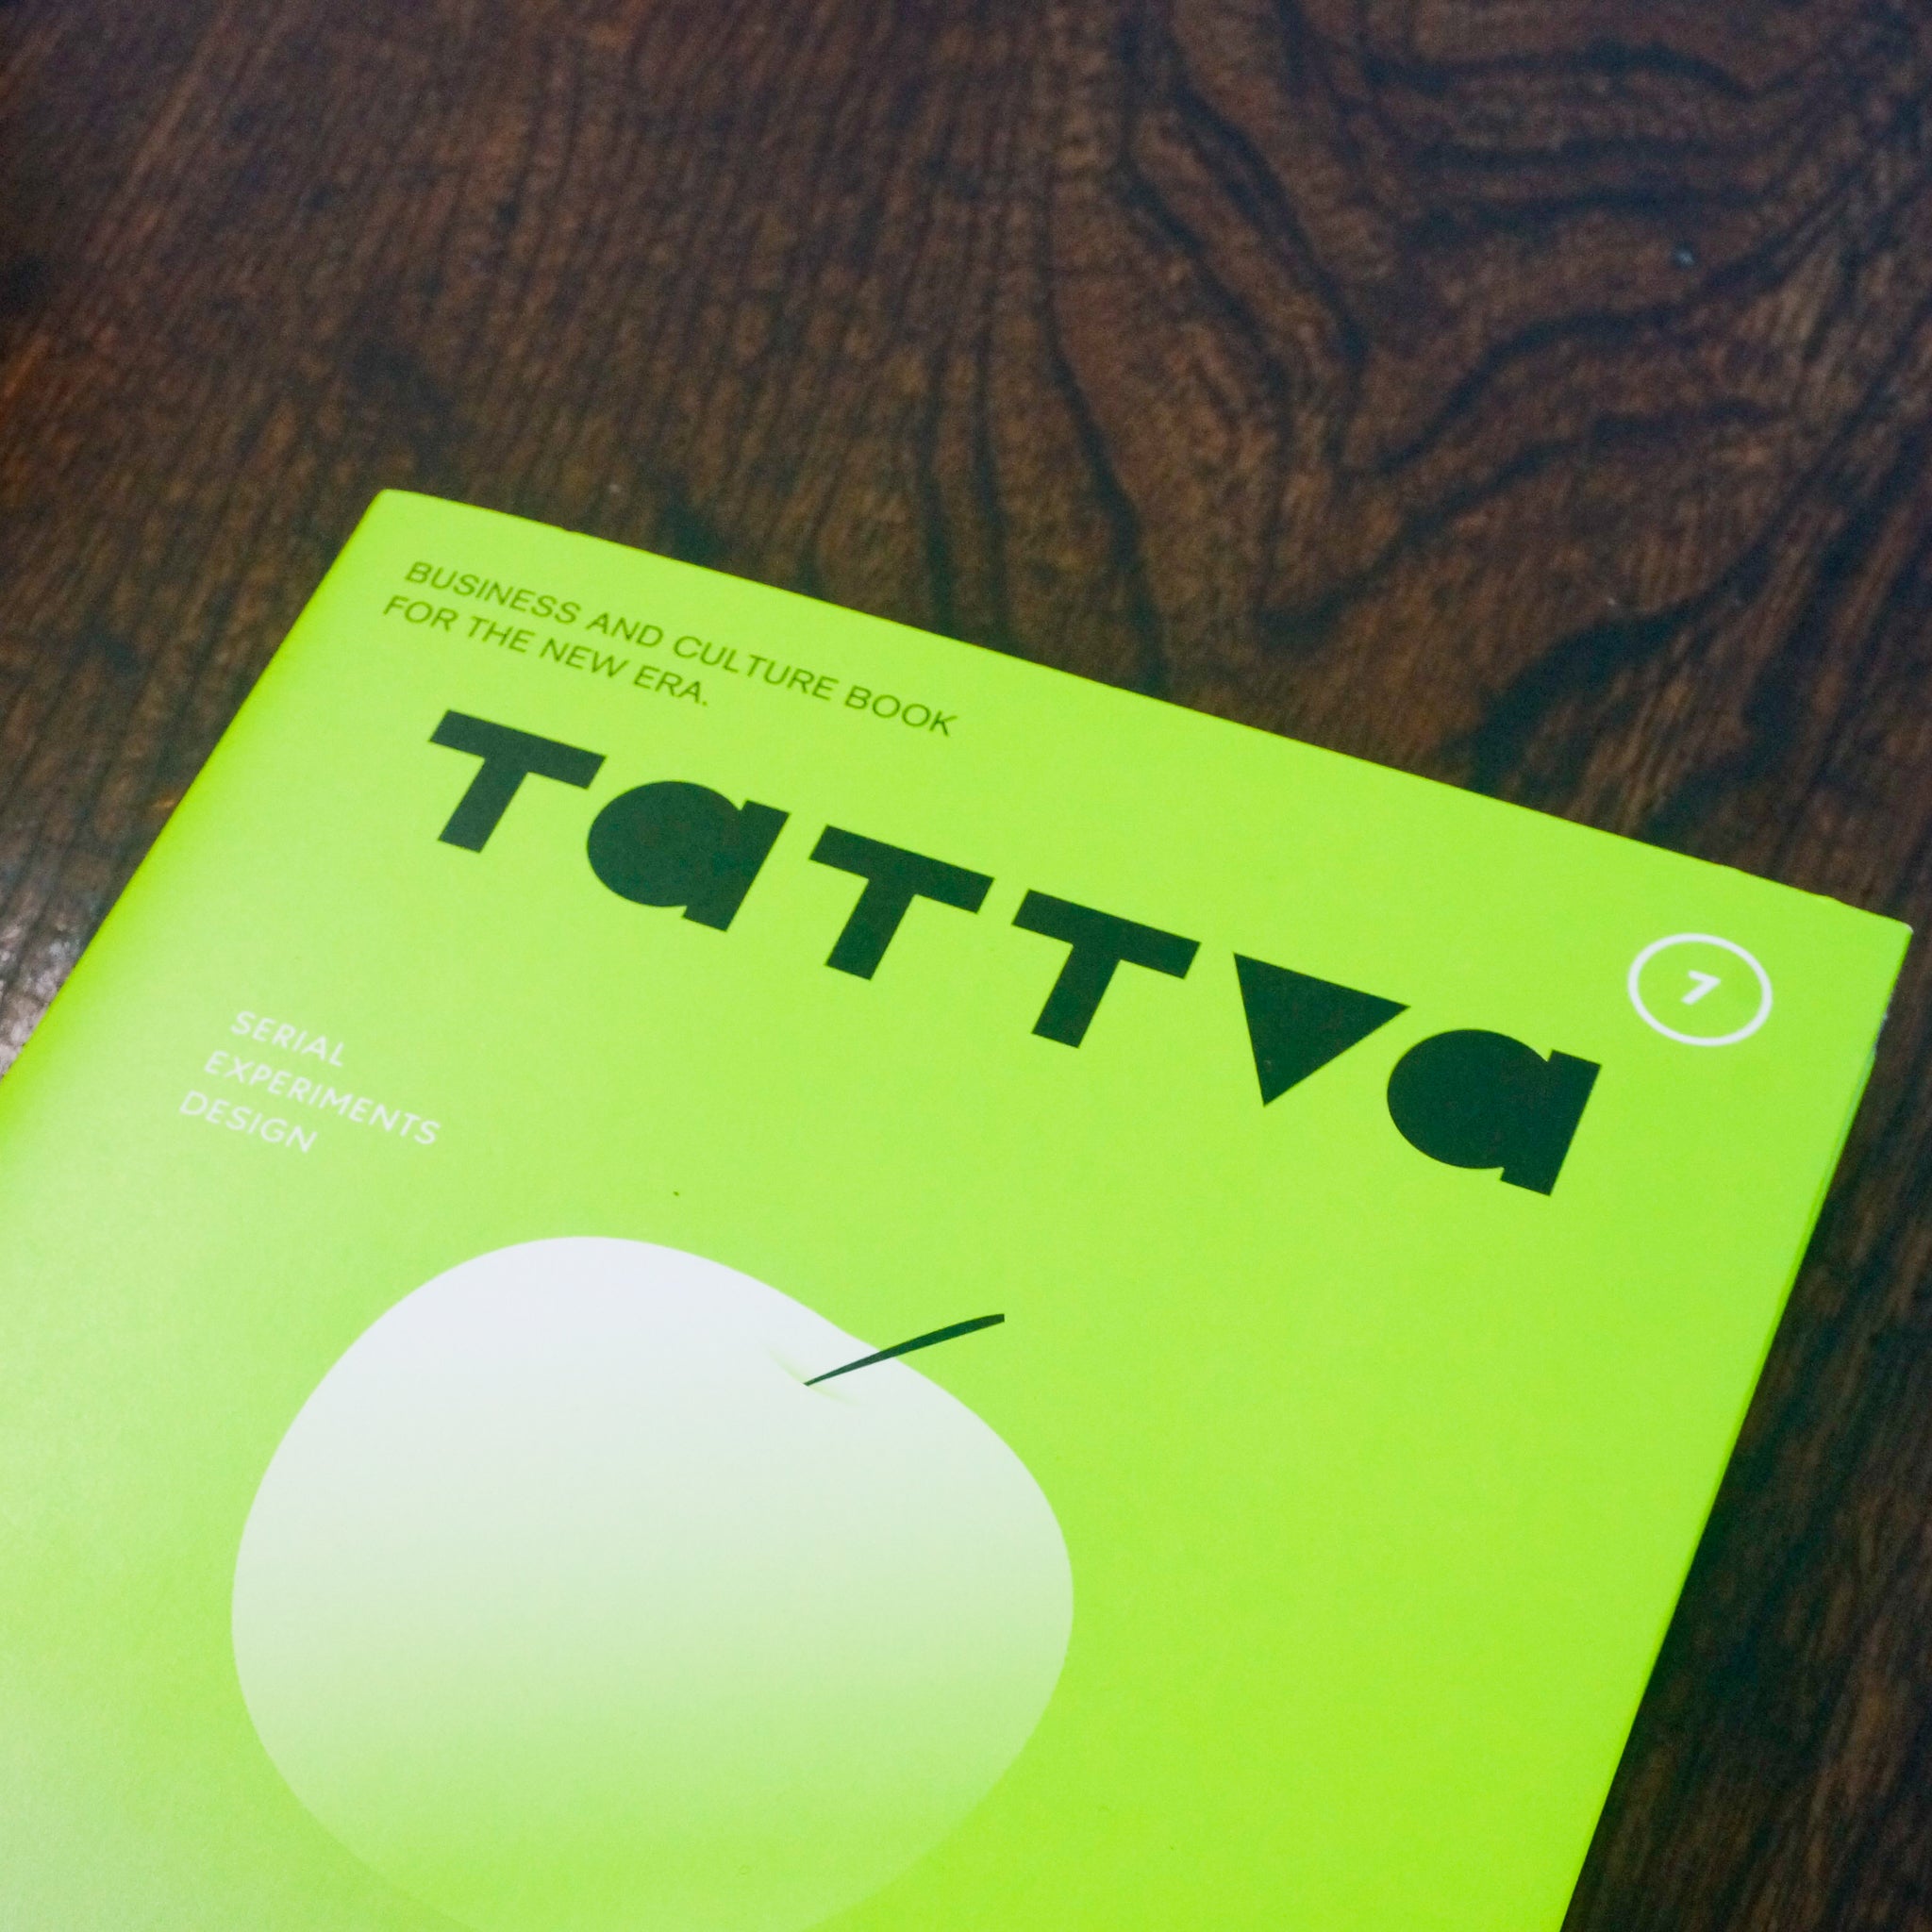 BUSINESS AND CULTURE BOOK
FOR THE NEW ERA.
Tattva
7
SERIAL
EXPERIMENTS
DESIGN